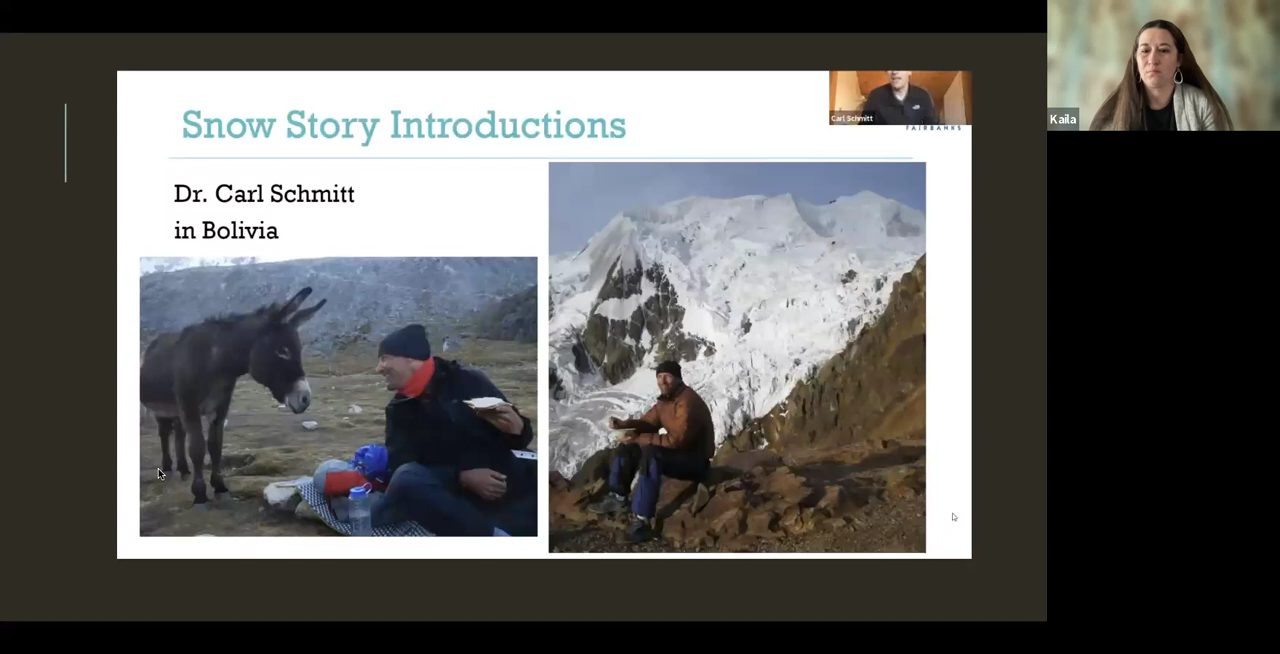 Snow Story Introductions
Carl Schmitt
FAIRBANKS
Dr. Carl Schmitt
in Bolivia
Kaila